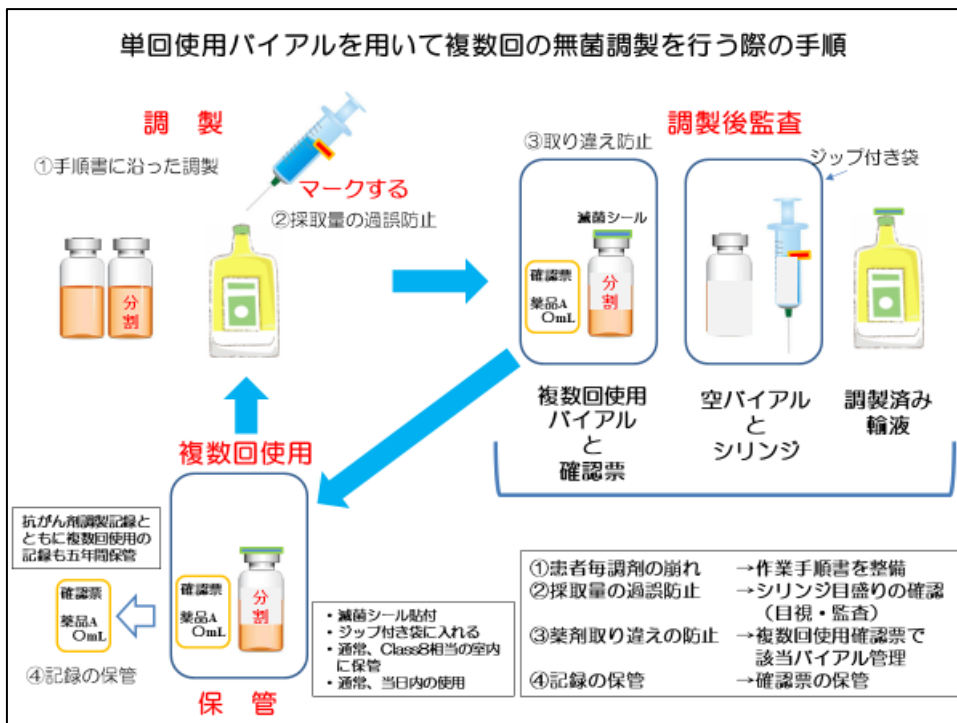 単回使用バイアルを用いて複数回の無菌調製を行う際の手順
調 製
①手順書に沿った調製
マークする
②採取量の過誤防止
分
割
調製後監査
③取り違え防止
ジップ付き袋
滅菌シール
確認票
薬品A
〇mL
分
割
複数回使用
バイアル
と
確認票
空バイアル
と
シリンジ
調製済み
輸液
複数回使用
抗がん剤調製記録と
ともに複数回使用の
記録も五年間保管
確認票
薬品A
〇mL
④記録の保管
確認票
薬品A
〇mL
分
割
保 管
・滅菌シール貼付
・ジップ付き袋に入れる
・通常、Class8相当の室内
に保管
・通常、当日内の使用
①患者毎調剤の崩れ →作業手順書を整備
②採取量の過誤防止 →シリンジ目盛りの確認
(目視・監査)
③薬剤取り違えの防止 →複数回使用確認票で
該当バイアル管理
④記録の保管 →確認票の保管